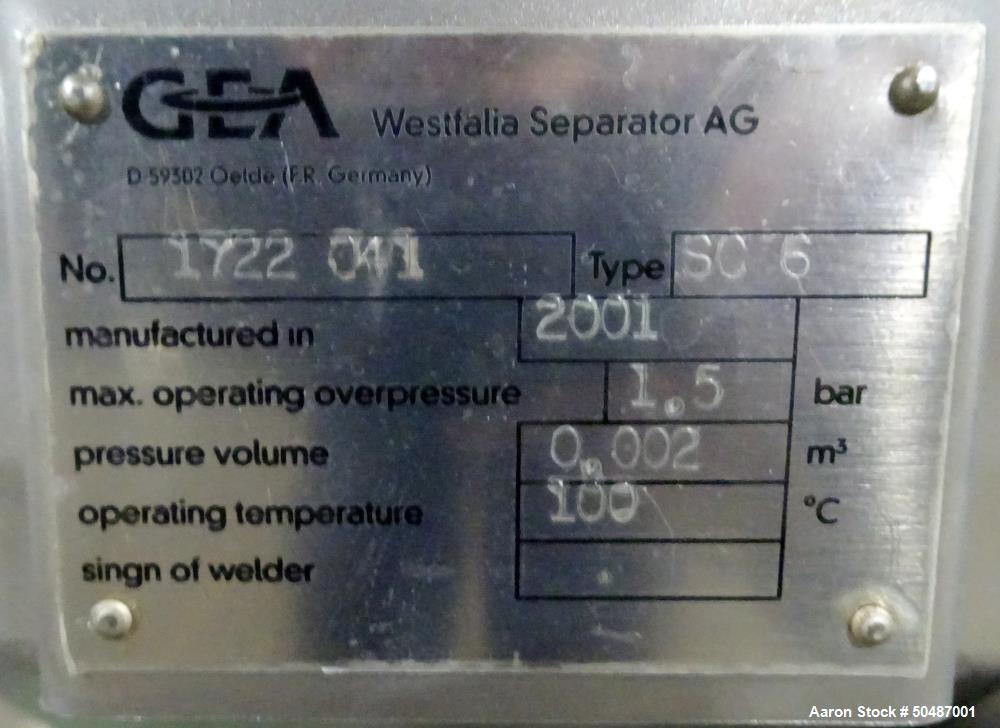 GEA Westfalia Separator AG
D-59302 Oelde (F.R. Germany)
No. 1722 041 Type SC 6
manufactured in 2001
max. operating overpressure 1.5 bar
pressure volume 0.002 m³
operating temperature 100 °C
singn of welder
Aaron Stock # 50487001